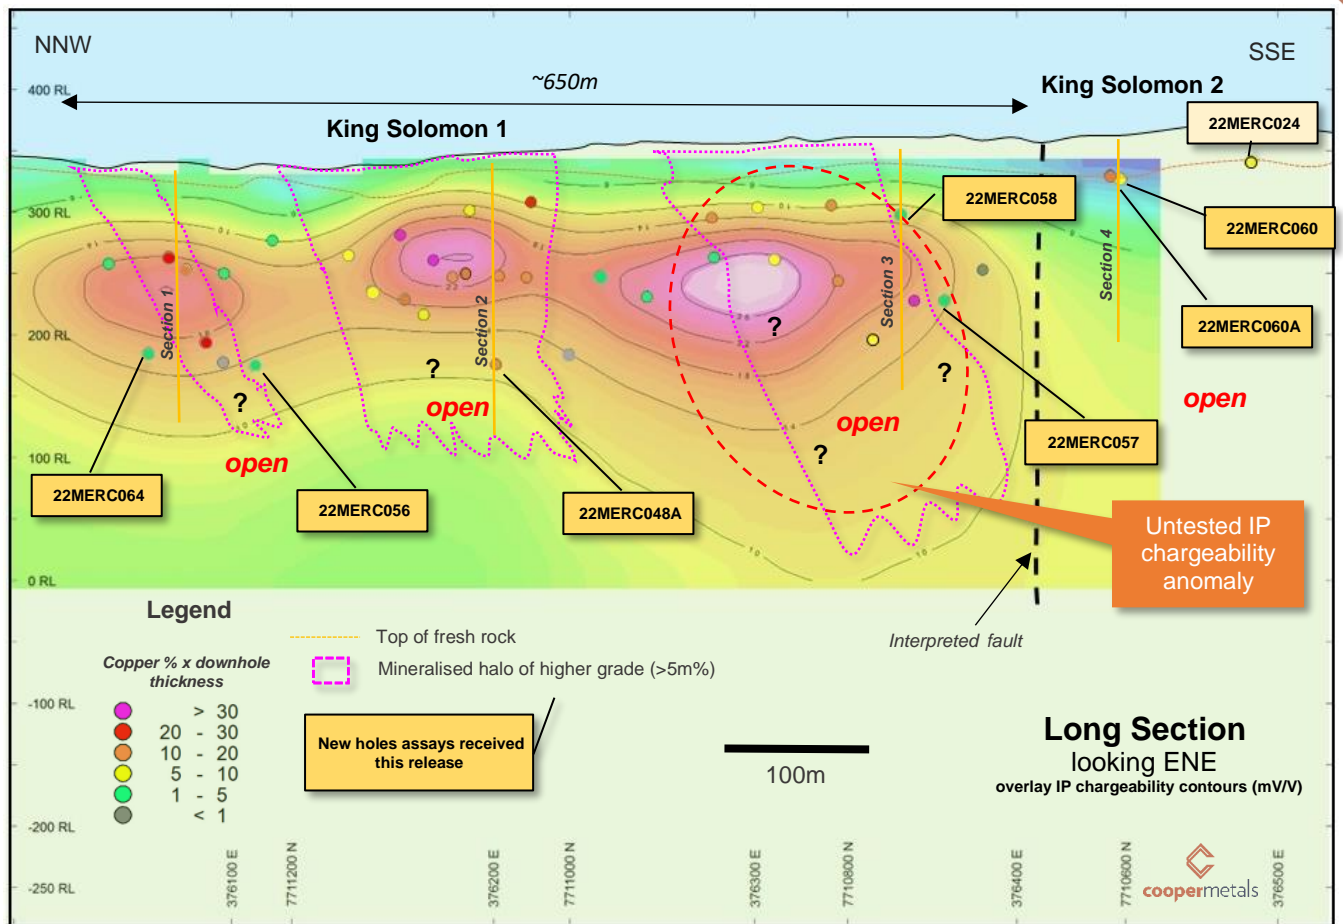 NNW
SSE
~650m
King Solomon 2
400 RL
22MERC024
King Solomon 1
22MERC058
300 RL
22MERC060
Section 4
Section 3
Section 1
Section 2
22MERC060A
200 RL
?
?
?
?
?
open
open
open
open
22MERC057
100 RL
22MERC064
22MERC056
22MERC048A
Untested IP
chargeability
anomaly
0 RL
Interpreted fault
Legend
Top of fresh rock
Mineralised halo of higher grade (>5m%)
Copper % x downhole
thickness
> 30
20 - 30
10 - 20
5 - 10
1 - 5
< 1
New holes assays received
this release
100m
Long Section
looking ENE
overlay IP chargeability contours (mV/V)
-100 RL
-200 RL
-250 RL
376100 E
7711200 N
376200 E
7711000 N
376300 E
7710800 N
376400 E
7710600 N
376500 E
coopermetals